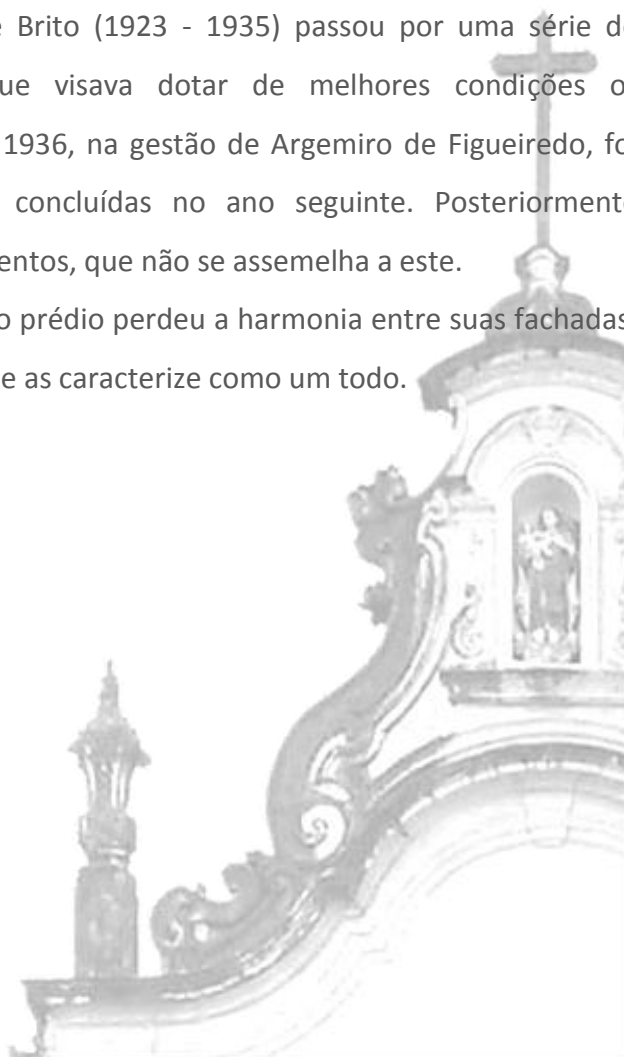 e Brito (1923 - 1935) passou por uma série d
ue visava dotar de melhores condições o
1936, na gestão de Argemiro de Figueiredo, fo
concluídas no ano seguinte. Posteriormente
entos, que não se assemelha a este.
o prédio perdeu a harmonia entre suas fachadas
e as caracterize como um todo.